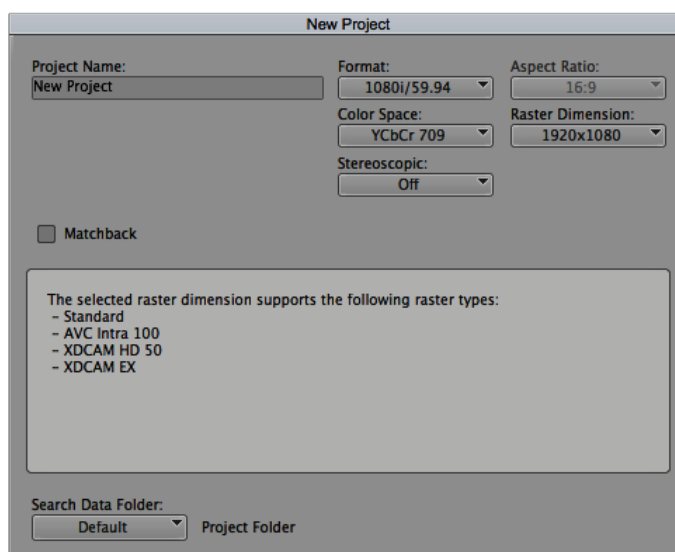 New Project
Project Name:
New Project
Format:
1080i/59.94
Aspect Ratio:
16:9
Color Space:
YCbCr 709
Raster Dimension:
1920x1080
Stereoscopic:
Off
Matchback
The selected raster dimension supports the following raster types:
– Standard
– AVC Intra 100
– XDCAM HD 50
– XDCAM EX
Search Data Folder:
Default
Project Folder